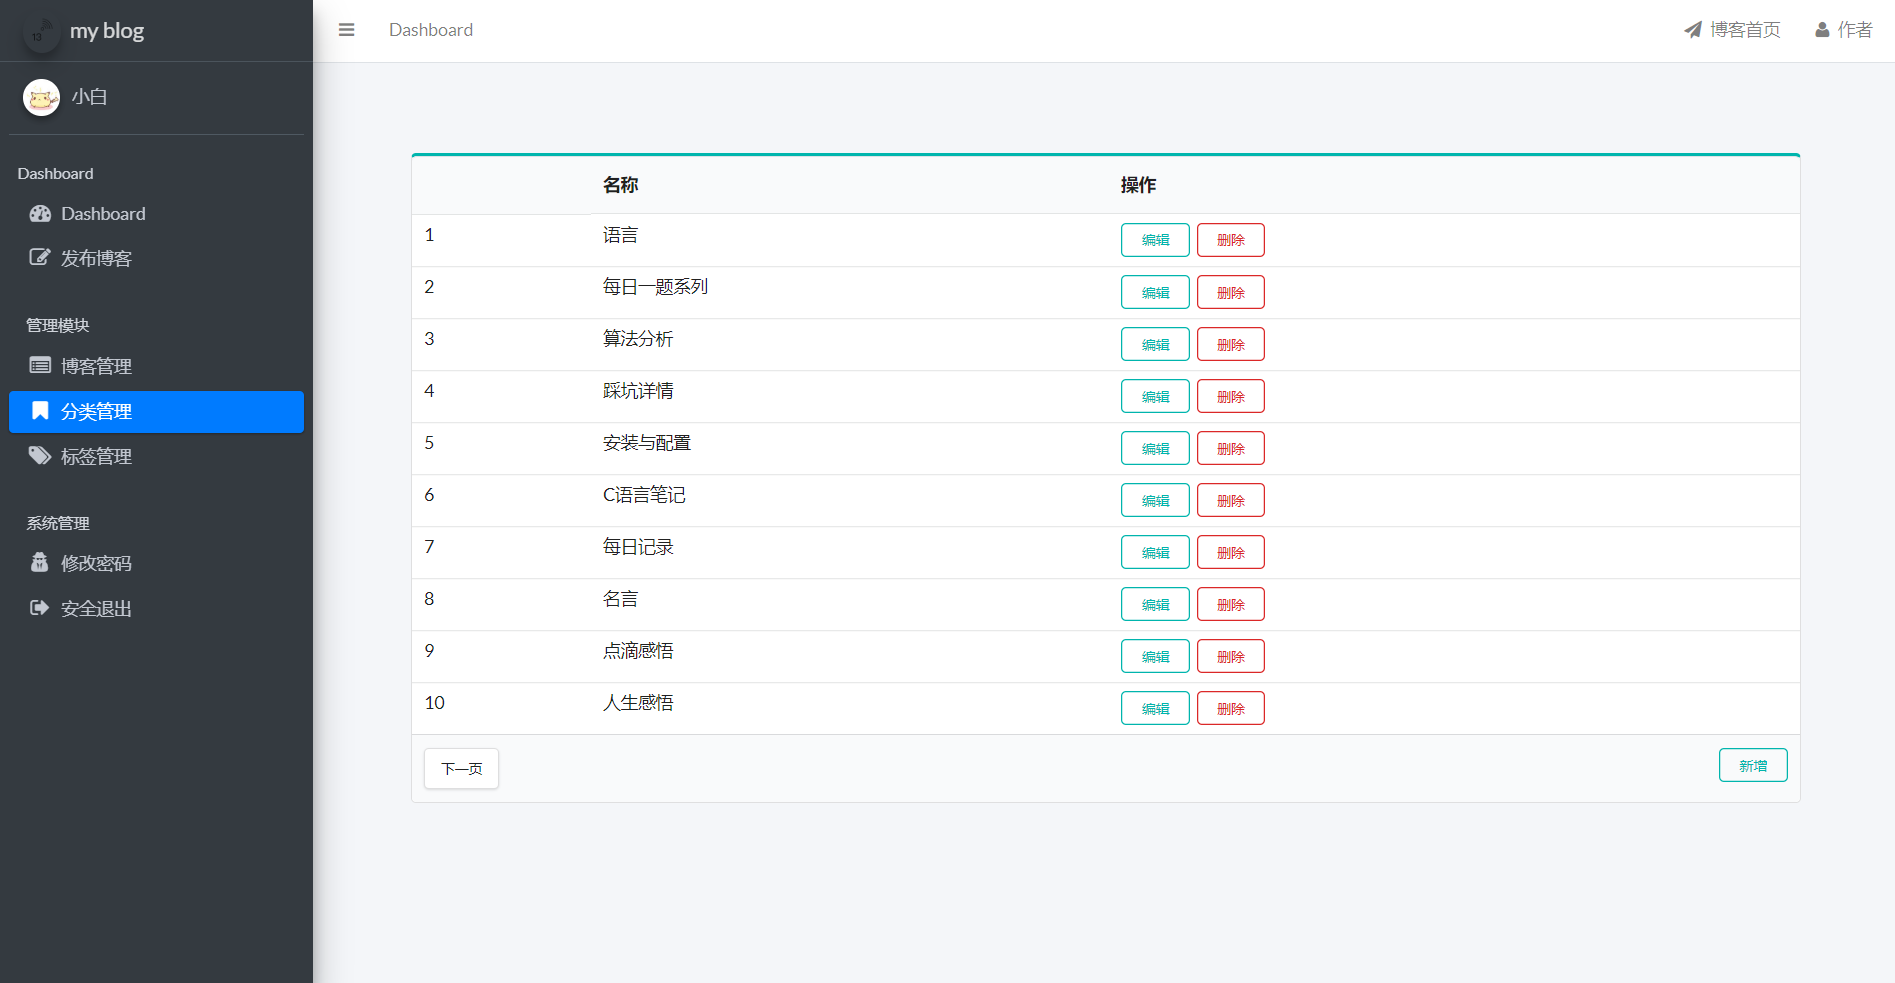 13 my blog
Dashboard
博客首页
作者
小白
Dashboard
Dashboard
发布博客
管理模块
博客管理
分类管理
标签管理
系统管理
修改密码
安全退出
名称 操作
1 语言 编辑 删除
2 每日一题系列 编辑 删除
3 算法分析 编辑 删除
4 踩坑详情 编辑 删除
5 安装与配置 编辑 删除
6 C语言笔记 编辑 删除
7 每日记录 编辑 删除
8 名言 编辑 删除
9 点滴感悟 编辑 删除
10 人生感悟 编辑 删除
下一页 新增